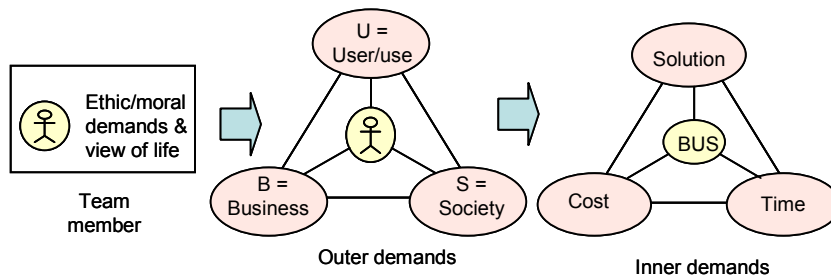 Ethic/moral
demands &
view of life
Team
member
U =
User/use
B =
Business
S =
Society
Outer demands
Solution
BUS
Cost
Time
Inner demands